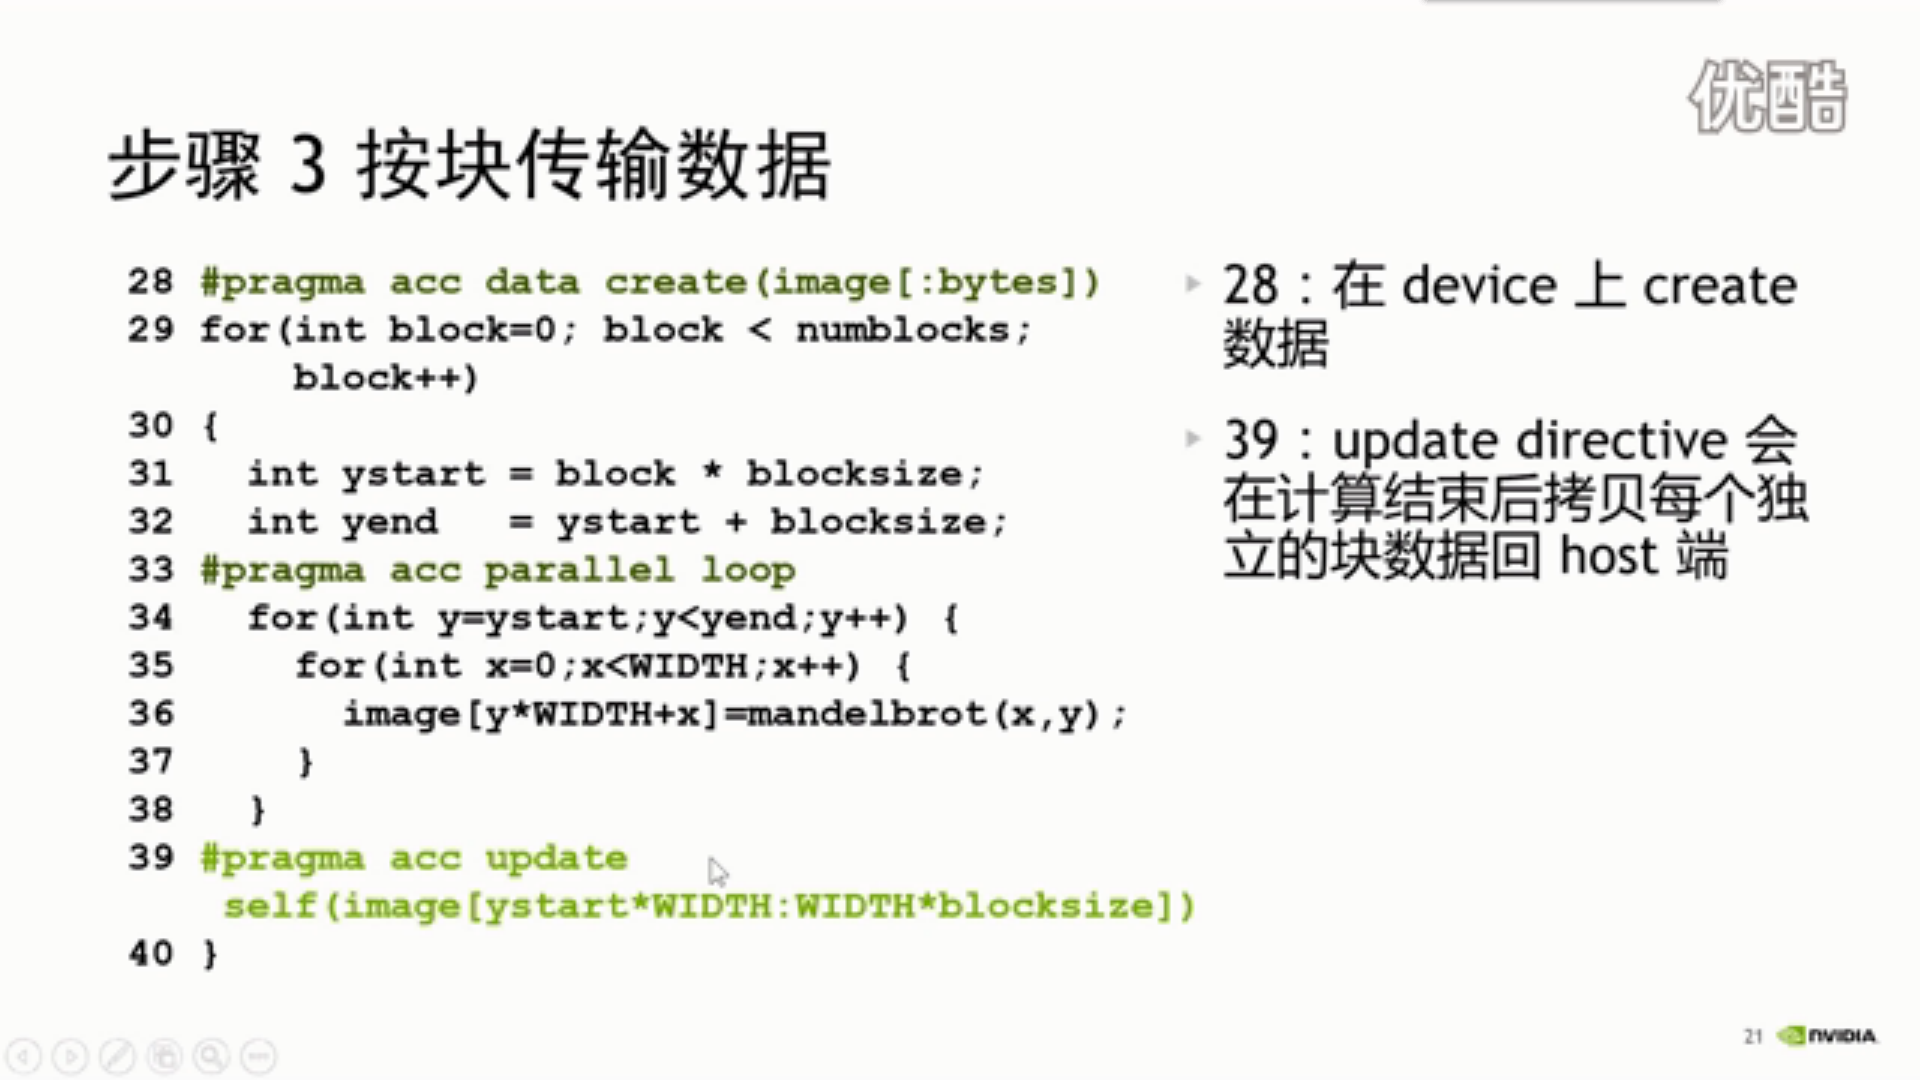 优酷
步骤 3 按块传输数据
28 #pragma acc data create(image[:bytes])
29 for(int block=0; block < numblocks;
block++)
30 {
31 int ystart = block * blocksize;
32 int yend = ystart + blocksize;
33 #pragma acc parallel loop
34 for(int y=ystart;y<yend;y++) {
35 for(int x=0;x<WIDTH;x++) {
36 image[y*WIDTH+x]=mandelbrot(x,y);
37 }
38 }
39 #pragma acc update
self(image[ystart*WIDTH:WIDTH*blocksize])
40 }
28：在 device 上 create
数据
39：update directive 会
在计算结束后拷贝每个独
立的块数据回 host 端
21 NVIDIA